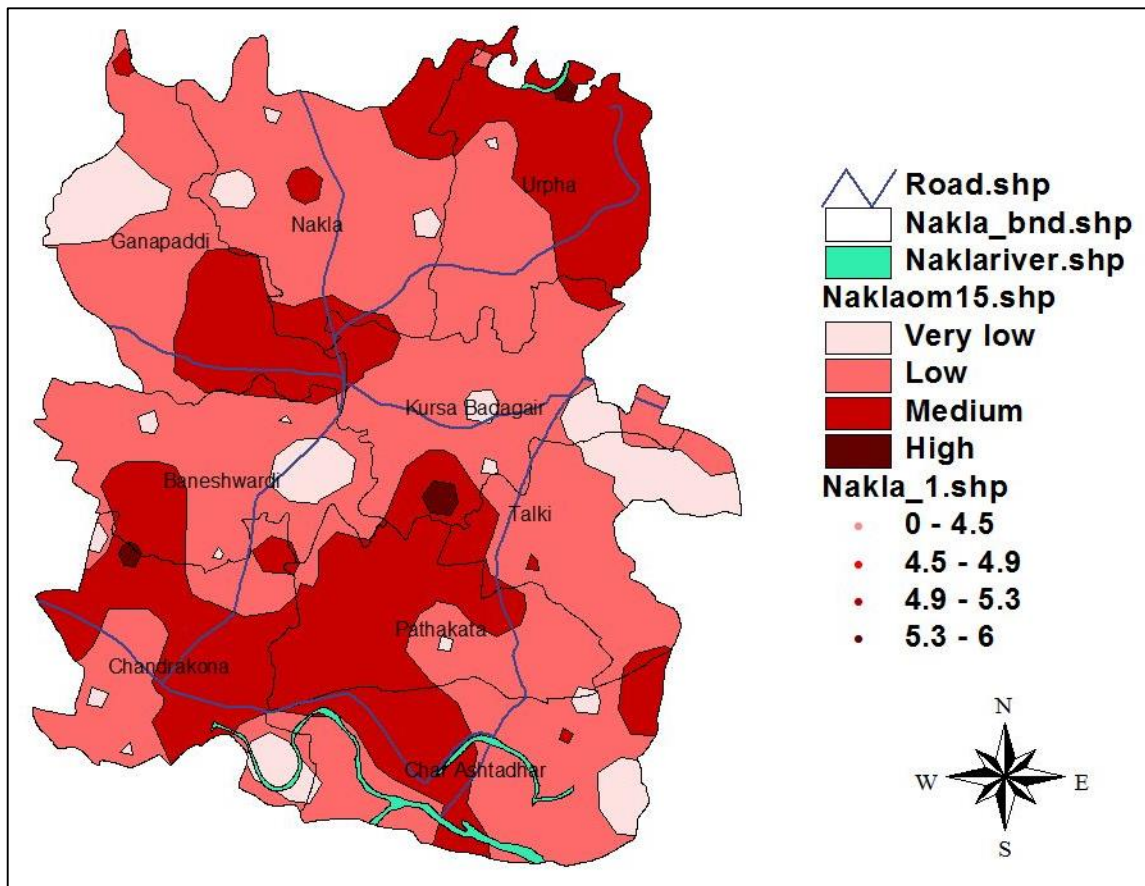 Urpha
Nakla
Ganapaddi
Kursa Badagair
Baneshwardi
Talki
Pathakata
Chandrakona
Char Ashtadhar
Road.shp
Nakla_bnd.shp
Naklariver.shp
Naklaom15.shp
Very low
Low
Medium
High
Nakla_1.shp
0 - 4.5
4.5 - 4.9
4.9 - 5.3
5.3 - 6
N
W E
S